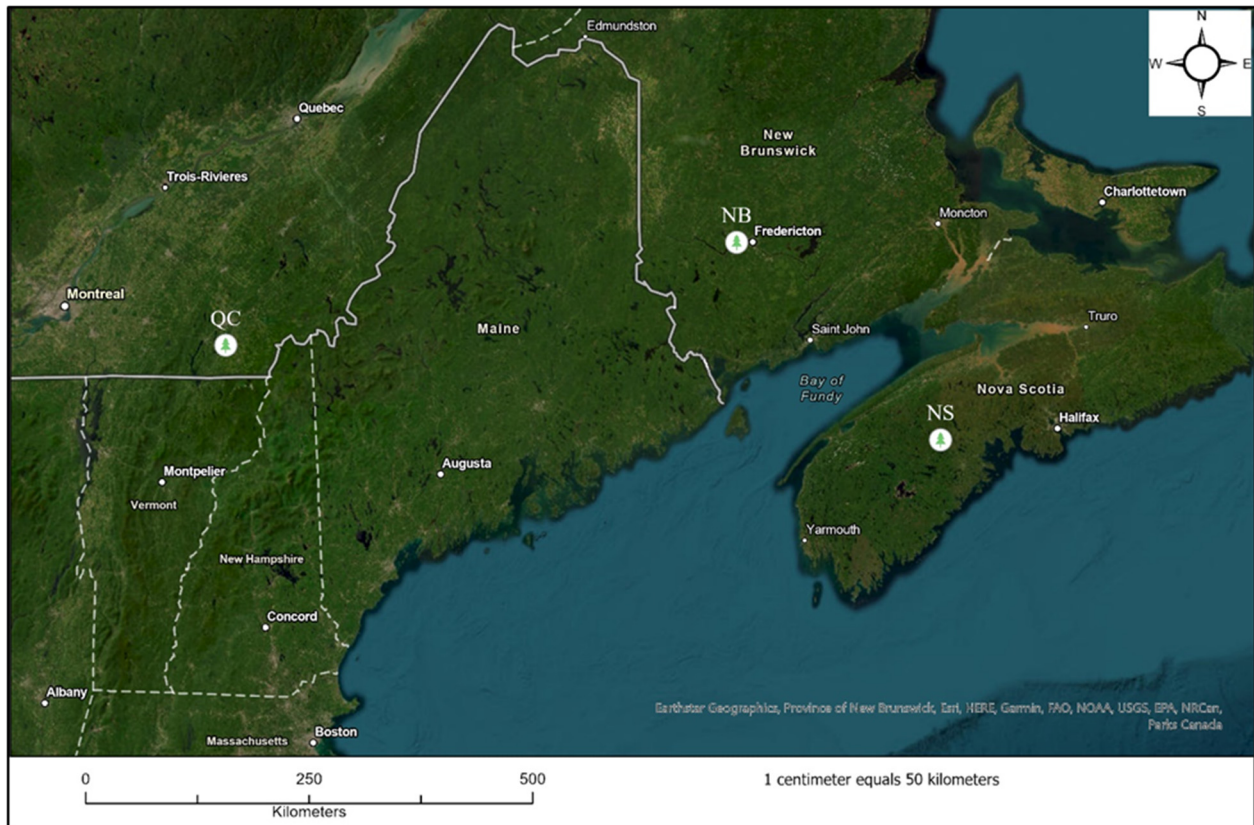 Edmundston
N
W E
S
Quebec
New
Brunswick
Trois-Rivieres
Charlottetown
NB
Fredericton
Moncton
Montreal
QC
Maine
Saint John
Truro
Bay of
Fundy
Nova Scotia
NS
Halifax
Augusta
Montpelier
Vermont
Yarmouth
New Hampshire
Concord
Albany
Earthstar Geographics, Province of New Brunswick, Esri, HERE, Garmin, FAO, NOAA, USGS, EPA, NRCan,
Parks Canada
Massachusetts
Boston
0 250 500
Kilometers
1 centimeter equals 50 kilometers